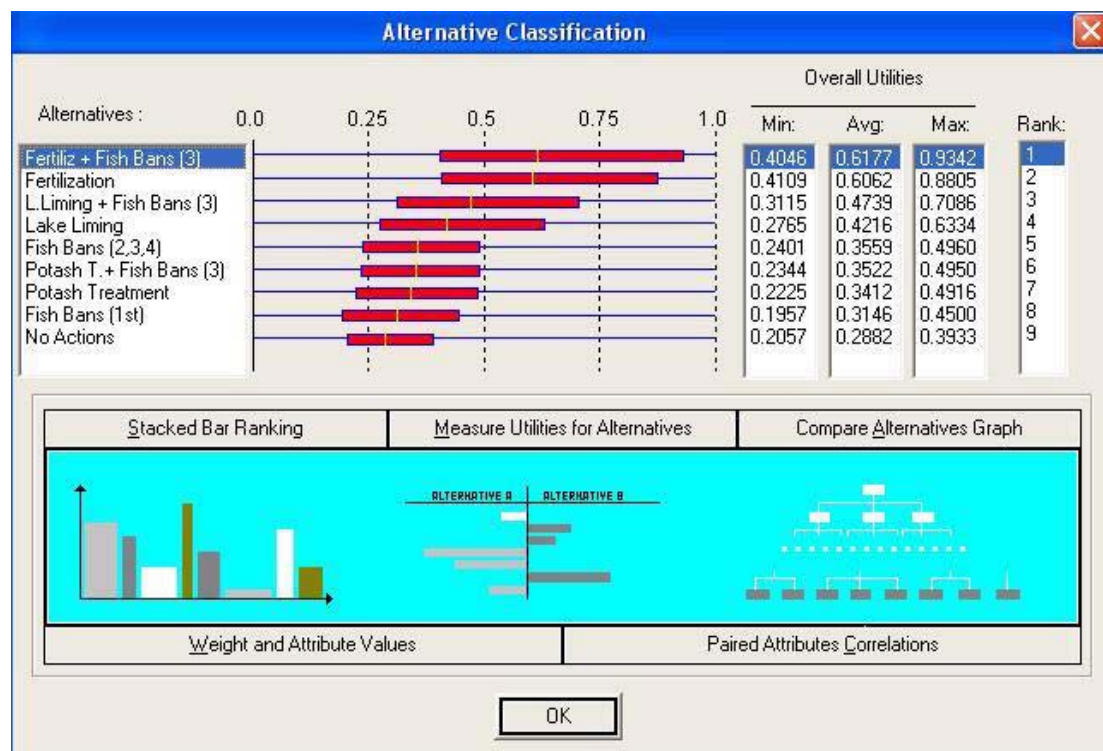 Alternative Classification
Overall Utilities
Alternatives : 0.0 0.25 0.5 0.75 1.0 Min: Avg: Max: Rank:
Fertiliz + Fish Bans (3) 0.4046 0.6177 0.9342 1
Fertilization 0.4109 0.6062 0.8805 2
L.Liming + Fish Bans (3) 0.3115 0.4739 0.7086 3
Lake Liming 0.2765 0.4216 0.6334 4
Fish Bans (2,3,4) 0.2401 0.3559 0.4960 5
Potash T.+ Fish Bans (3) 0.2344 0.3522 0.4950 6
Potash Treatment 0.2225 0.3412 0.4916 7
Fish Bans (1st) 0.1957 0.3146 0.4500 8
No Actions 0.2057 0.2882 0.3933 9
Stacked Bar Ranking Measure Utilities for Alternatives Compare Alternatives Graph
ALTERNATIVE A ALTERNATIVE B
Weight and Attribute Values Paired Attributes Correlations
OK